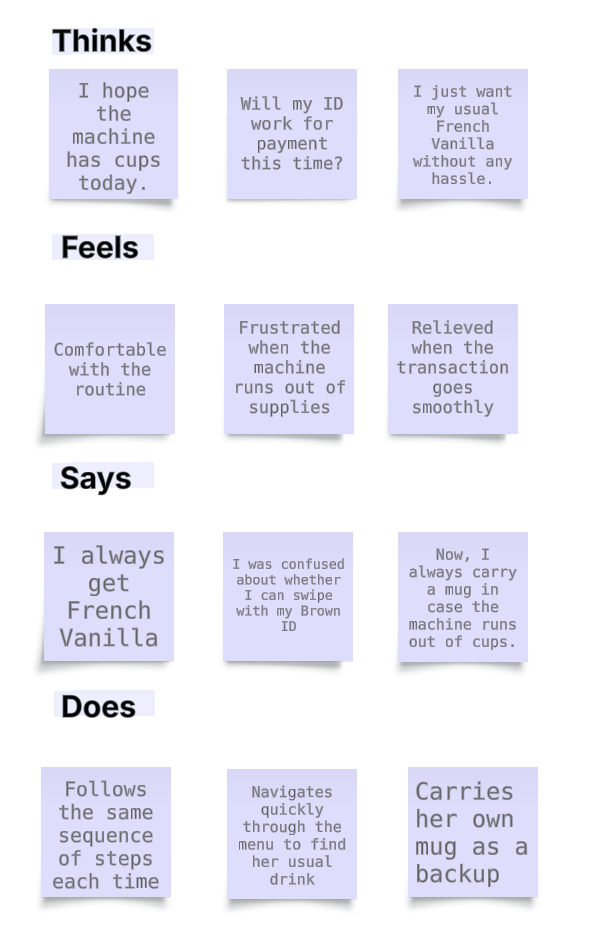 Thinks
I hope
the
machine
has cups
today.
Will my ID
work for
payment
this time?
I just want
my usual
French
Vanilla
without any
hassle.
Feels
Comfortable
with the
routine
Frustrated
when the
machine
runs out of
supplies
Relieved
when the
transaction
goes
smoothly
Says
I always
get
French
Vanilla
I was confused
about whether
I can swipe
with my Brown
ID
Now, I
always carry
a mug in
case the
machine runs
out of cups.
Does
Follows
the same
sequence
of steps
each time
Navigates
quickly
through the
menu to find
her usual
drink
Carries
her own
mug as a
backup